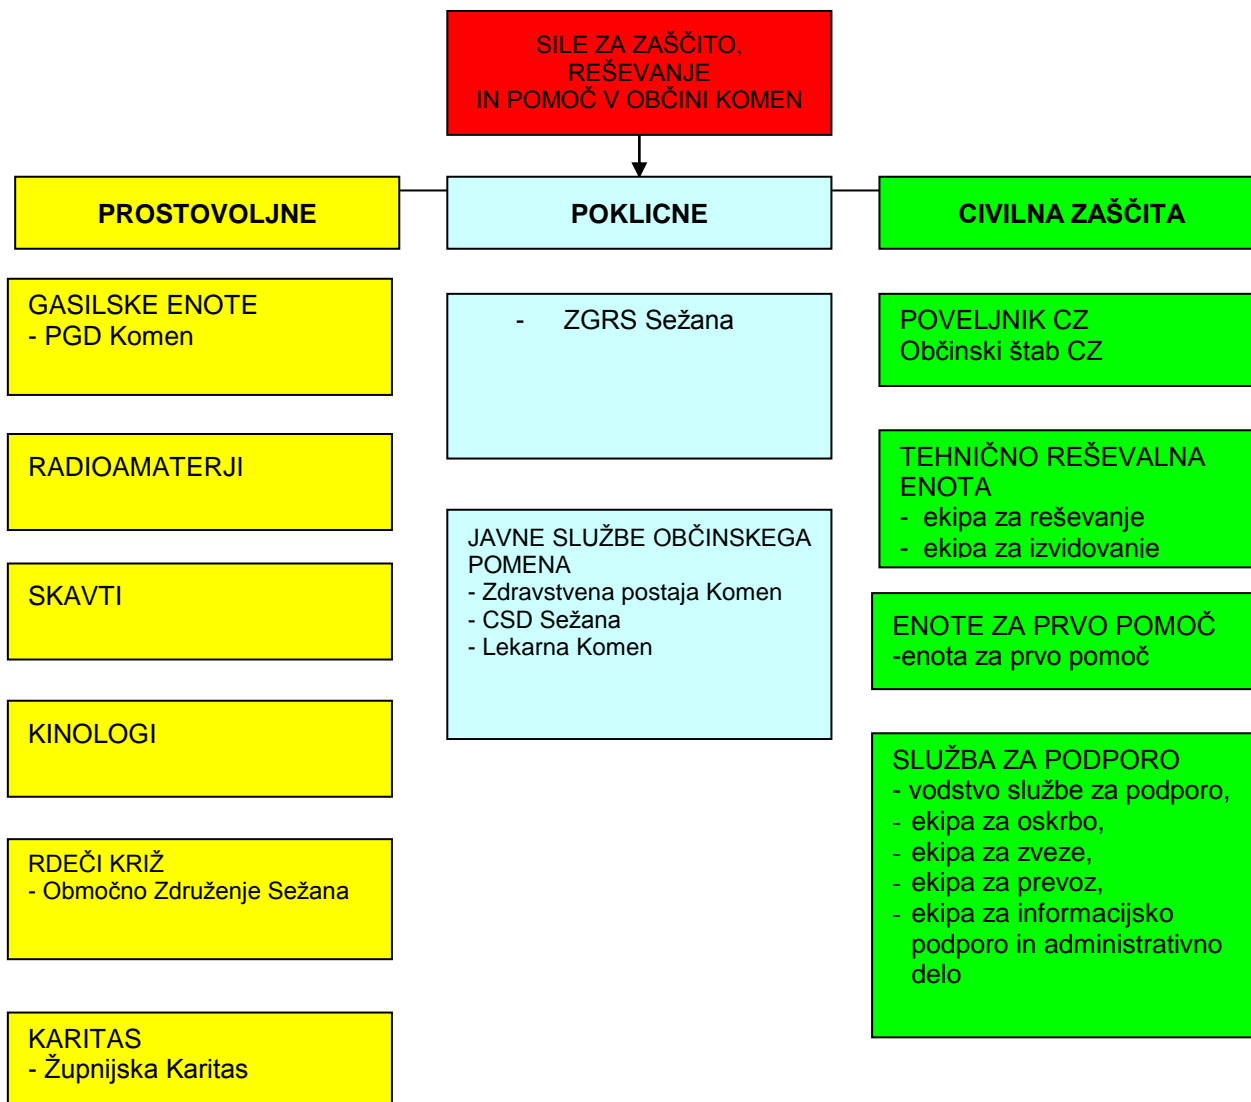 SILE ZA ZAŠČITO,
REŠEVANJE
IN POMOČ V OBČINI KOMEN
PROSTOVOLJNE
GASILSKE ENOTE
- PGD Komen
RADIOAMATERJI
SKAVTI
KINOLOGI
RDEČI KRIŽ
- Območno Združenje Sežana
KARITAS
- Župnijska Karitas
POKLICNE
- ZGRS Sežana
JAVNE SLUŽBE OBČINSKEGA
POMENA
- Zdravstvena postaja Komen
- CSD Sežana
- Lekarna Komen
CIVILNA ZAŠČITA
POVELJNIK CZ
Občinski štab CZ
TEHNIČNO REŠEVALNA
ENOTA
- ekipa za reševanje
- ekipa za izvidovanje
ENOTE ZA PRVO POMOČ
-enota za prvo pomoč
SLUŽBA ZA PODPORO
- vodstvo službe za podporo,
- ekipa za oskrbo,
- ekipa za zveze,
- ekipa za prevoz,
- ekipa za informacijsko
podporo in administrativno
delo